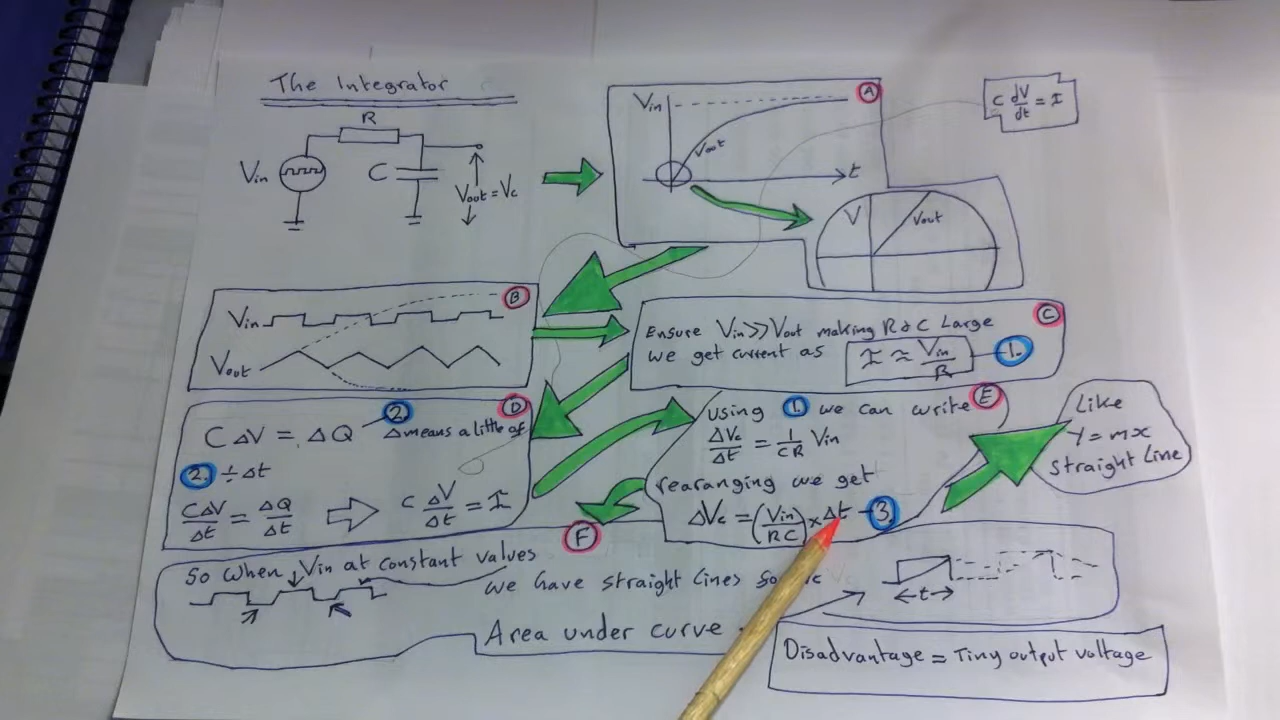 The Integrator
R
Vin
C
Vout = Vc
Vin
A
Vout
t
C dV/dt = I
V
Vout
B
Vin
Vout
C
Ensure Vin>>Vout making R & C Large
we get current as I ≈ Vin/R
1.
D
2.
C ΔV = ΔQ
Δ means a little of
2. ÷ Δt
CΔV/Δt = ΔQ/Δt ⇨ C ΔV/Δt = I
E
using 1. we can write
ΔVc/Δt = 1/CR Vin
rearanging we get
ΔVc = (Vin/RC) × Δt - 3.
Like
Y = mx
straight Line
F
So when Vin at constant values
we have straight lines
t
Area under curve
Disadvantage = Tiny output voltage